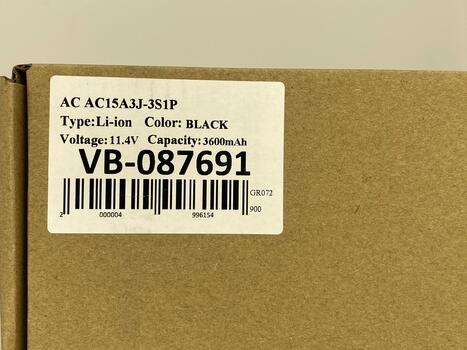 AC AC15A3J-3S1P
Type:Li-ion Color: BLACK
Voltage:11.4V Capacity:3600mAh
VB-087691
GR072
900
2 000004 996154